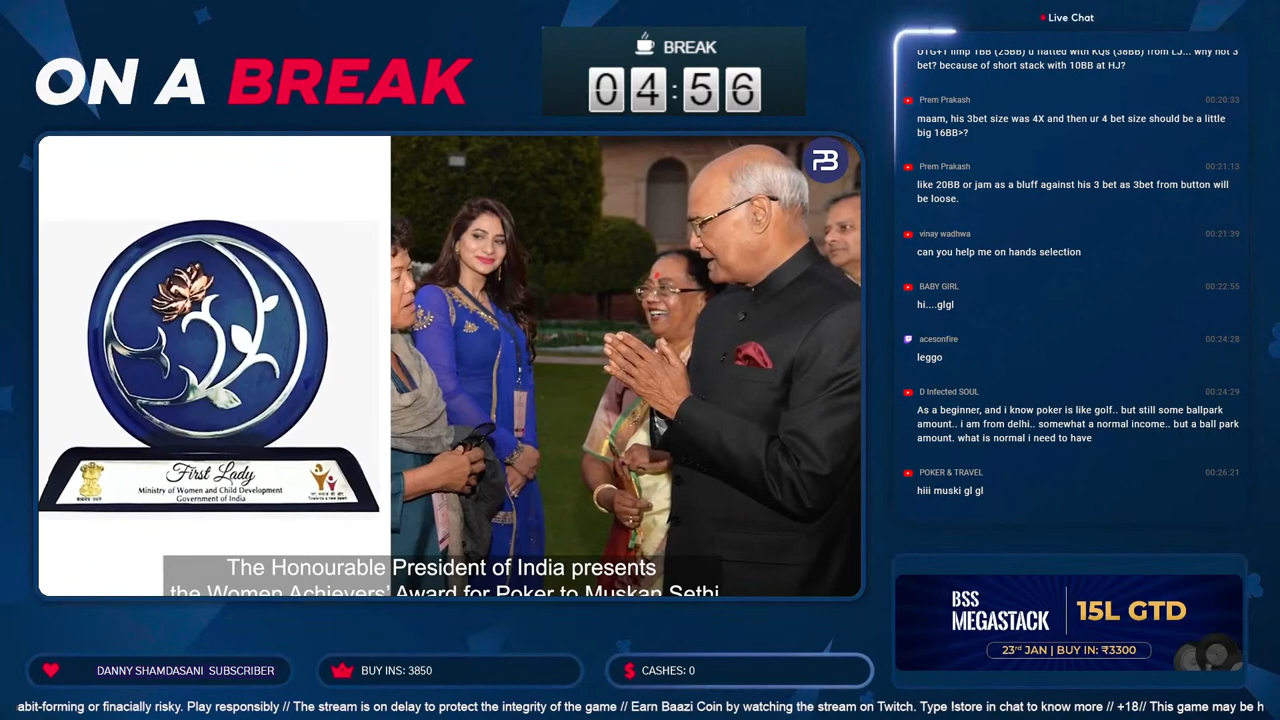 ON A BREAK
BREAK
04:56
PB
First Lady
Ministry of Women and Child Development
Government of India
The Honourable President of India presents
the Women Achievers' Award for Poker to Muskan Sethi
DANNY SHAMDASANI SUBSCRIBER
BUY INS: 3850
CASHES: 0
Live Chat
UTG+1 limp 1BB (25BB) u flatted with KQs (38BB) from LJ... why not 3
bet? because of short stack with 10BB at HJ?
Prem Prakash 00:20:33
maam, his 3bet size was 4X and then ur 4 bet size should be a little
big 16BB>?
Prem Prakash 00:21:13
like 20BB or jam as a bluff against his 3 bet as 3bet from button will
be loose.
vinay wadhwa 00:21:39
can you help me on hands selection
BABY GIRL 00:22:55
hi....glgl
acesonfire 00:24:28
leggo
D Infected SOUL 00:24:29
As a beginner, and i know poker is like golf.. but still some ballpark
amount.. i am from delhi.. somewhat a normal income.. but a ball park
amount. what is normal i need to have
POKER & TRAVEL 00:26:21
hiii muski gl gl
BSS
MEGASTACK
15L GTD
23rd JAN | BUY IN: ₹3300
abit-forming or finacially risky. Play responsibly // The stream is on delay to protect the integrity of the game // Earn Baazi Coin by watching the stream on Twitch. Type !store in chat to know more // +18// This game may be h